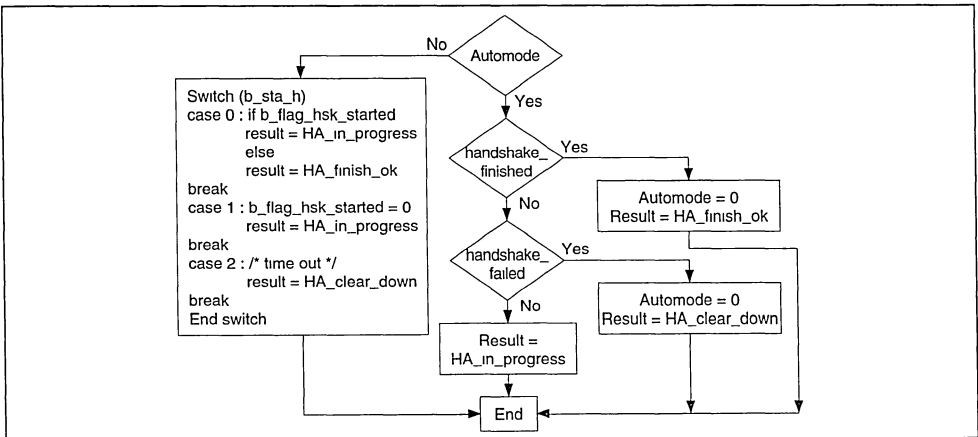 Automode
No
Yes
Switch (b_sta_h)
case 0 : if b_flag_hsk_started
result = HA_in_progress
else
result = HA_finish_ok
break
case 1 : b_flag_hsk_started = 0
result = HA_in_progress
break
case 2 : /* time out */
result = HA_clear_down
break
End switch
handshake_
finished
Yes
No
Automode = 0
Result = HA_finish_ok
handshake_
failed
Yes
No
Automode = 0
Result = HA_clear_down
Result =
HA_in_progress
End